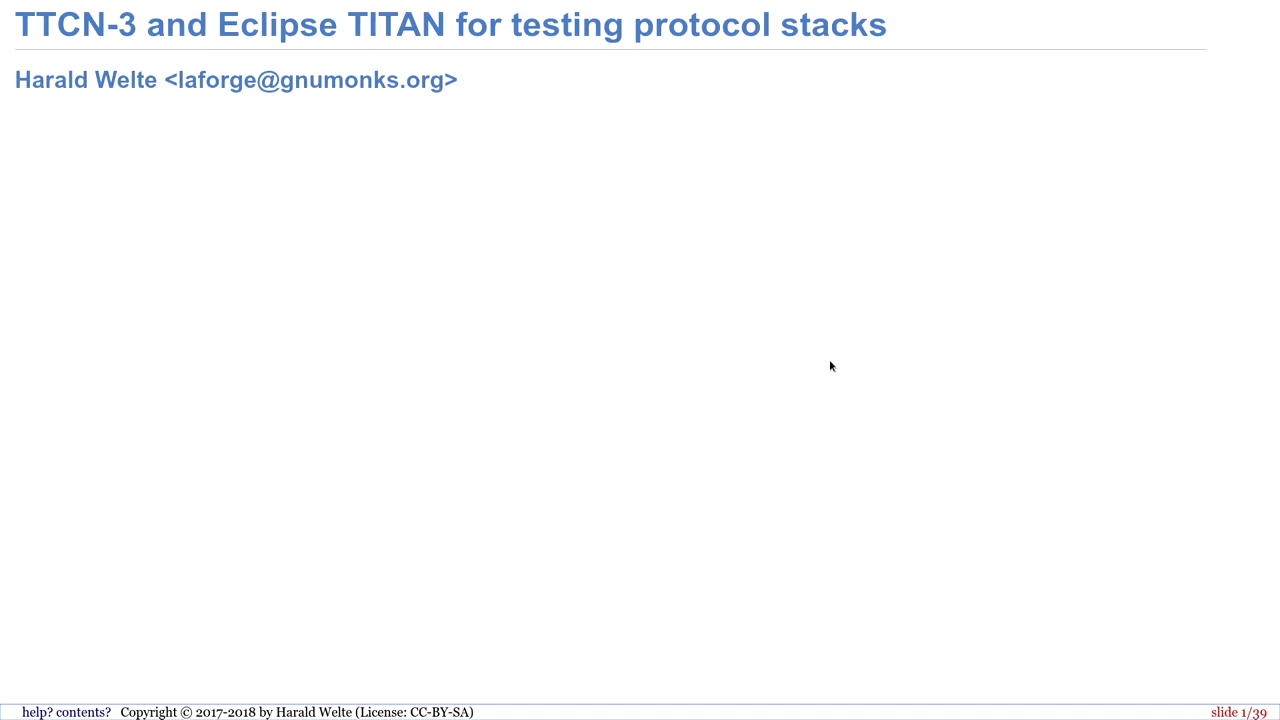 TTCN-3 and Eclipse TITAN for testing protocol stacks
Harald Welte <laforge@gnumonks.org>
help? contents? Copyright © 2017-2018 by Harald Welte (License: CC-BY-SA) slide 1/39